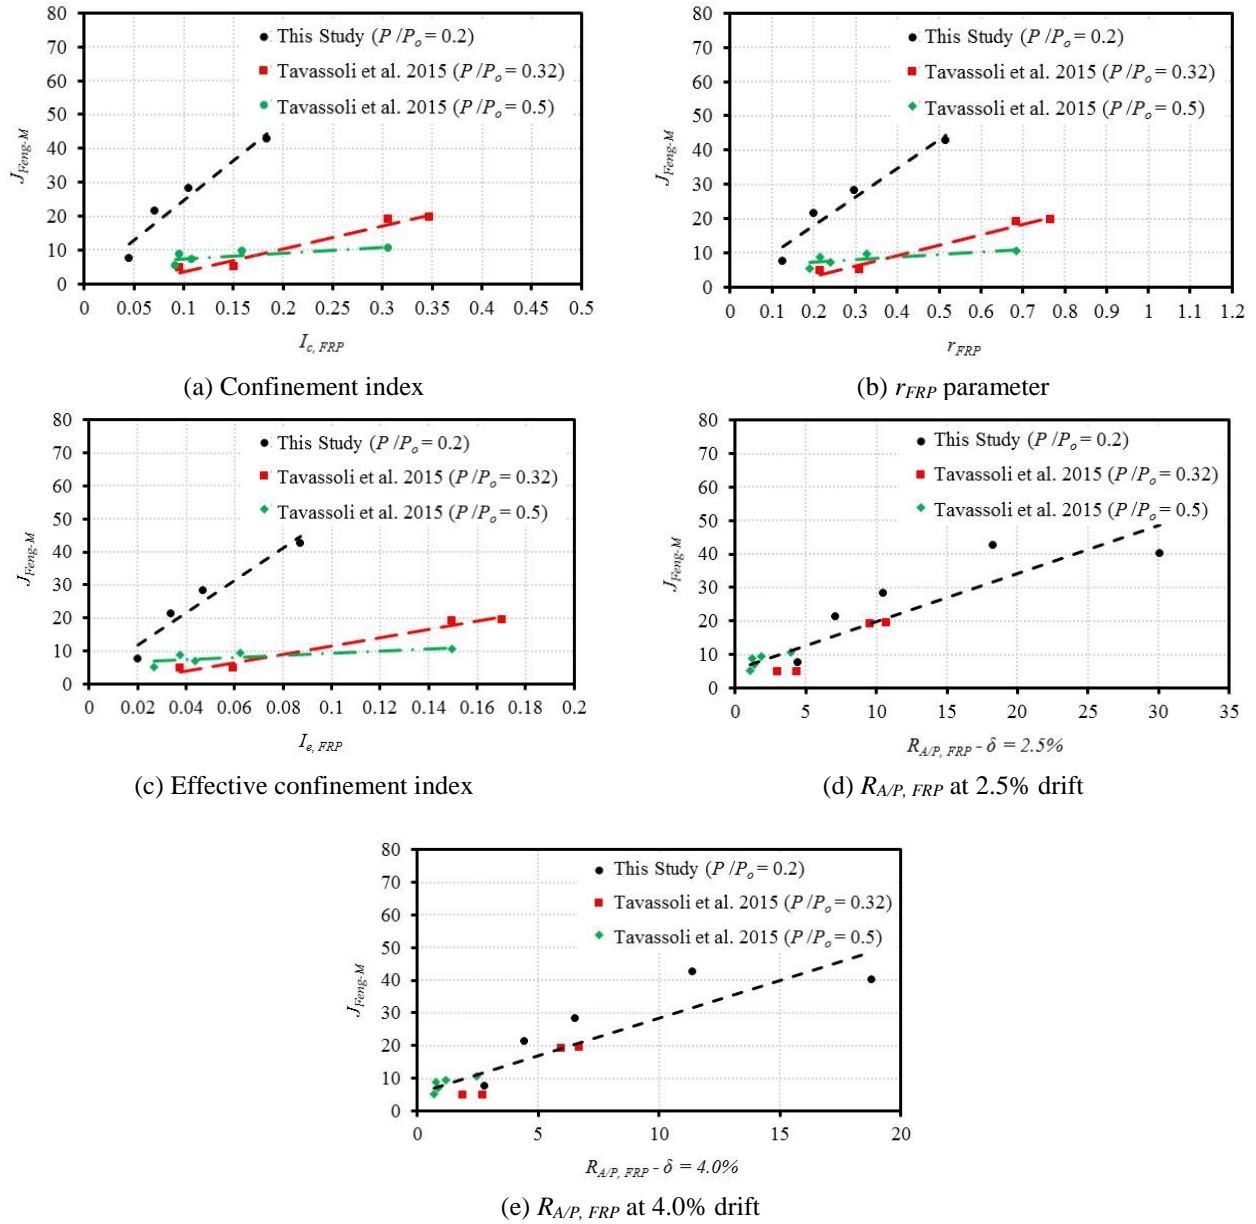 80
70
60
50
40
30
20
10
0
J_Feng-M
This Study (P /P_o = 0.2)
Tavassoli et al. 2015 (P /P_o = 0.32)
Tavassoli et al. 2015 (P /P_o = 0.5)
0 0.05 0.1 0.15 0.2 0.25 0.3 0.35 0.4 0.45 0.5
I_c, FRP
(a) Confinement index
80
70
60
50
40
30
20
10
0
J_Feng-M
This Study (P /P_o = 0.2)
Tavassoli et al. 2015 (P/P_o = 0.32)
Tavassoli et al. 2015 (P/P_o = 0.5)
0 0.1 0.2 0.3 0.4 0.5 0.6 0.7 0.8 0.9 1 1.1 1.2
r_FRP
(b) r_FRP parameter
80
70
60
50
40
30
20
10
0
J_Feng-M
This Study (P /P_o = 0.2)
Tavassoli et al. 2015 (P /P_o = 0.32)
Tavassoli et al. 2015 (P /P_o = 0.5)
0 0.02 0.04 0.06 0.08 0.1 0.12 0.14 0.16 0.18 0.2
I_e, FRP
(c) Effective confinement index
80
70
60
50
40
30
20
10
0
J_Feng-M
This Study (P /P_o = 0.2)
Tavassoli et al. 2015 (P /P_o = 0.32)
Tavassoli et al. 2015 (P /P_o = 0.5)
0 5 10 15 20 25 30 35
R_A/P, FRP - δ = 2.5%
(d) R_A/P, FRP at 2.5% drift
80
70
60
50
40
30
20
10
0
J_Feng-M
This Study (P /P_o = 0.2)
Tavassoli et al. 2015 (P /P_o = 0.32)
Tavassoli et al. 2015 (P /P_o = 0.5)
0 5 10 15 20
R_A/P, FRP - δ = 4.0%
(e) R_A/P, FRP at 4.0% drift